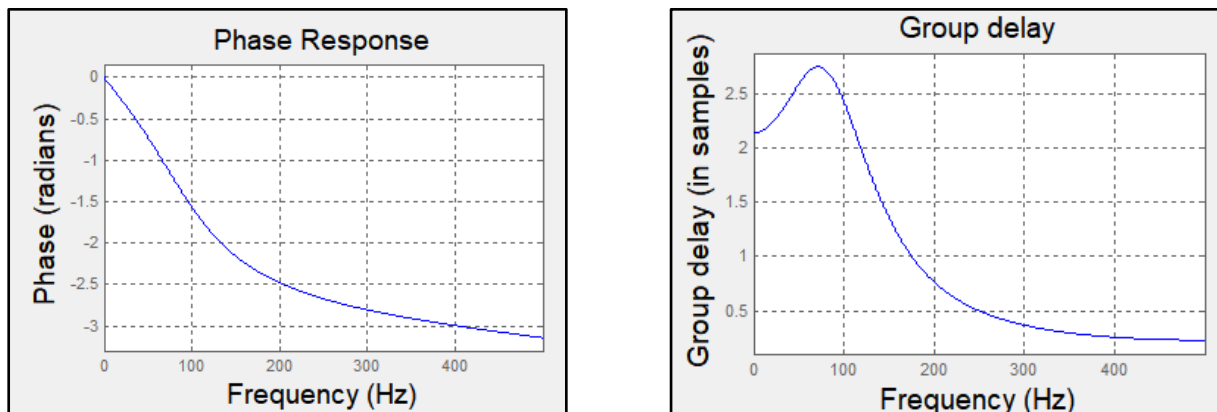 Phase Response
Phase (radians)
0
-0.5
-1
-1.5
-2
-2.5
-3
0 100 200 300 400
Frequency (Hz)
Group delay
Group delay (in samples)
2.5
2
1.5
1
0.5
0 100 200 300 400
Frequency (Hz)